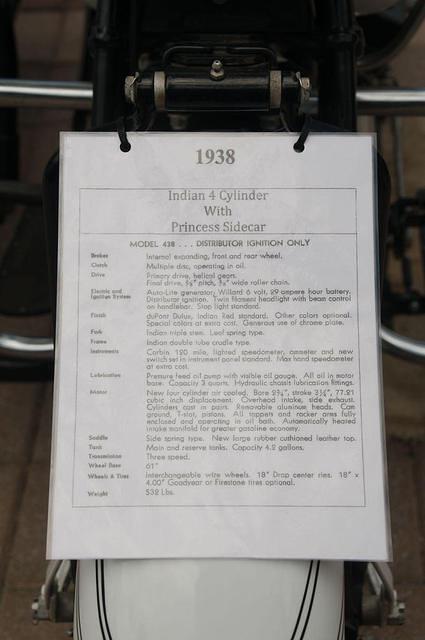 1938
Indian 4 Cylinder
With
Princess Sidecar
MODEL 438 . . . DISTRIBUTOR IGNITION ONLY
Brakes Internal expanding, front and rear wheel.
Clutch Multiple disc, operating in oil.
Drive Primary drive, helical gears.
Final drive, 5/8" pitch, 3/8" wide roller chain.
Electric and Ignition System Auto-Lite generator, Willard 6 volt, 29 ampere hour battery.
Distributor ignition. Twin filament headlight with beam control
on handlebar. Stop light standard.
Finish duPont Dulux, Indian Red standard. Other colors optional.
Special colors at extra cost. Generous use of chrome plate.
Fork Indian triple stem. Leaf spring type.
Frame Indian double tube cradle type.
Instruments Corbin 120 mile, lighted speedometer, ammeter and new
switch set in instrument panel standard. Max hand speedometer
at extra cost.
Lubrication Pressure feed oil pump with visible oil gauge. All oil in motor
base. Capacity 3 quarts. Hydraulic chassis lubrication fittings.
Motor New four cylinder air cooled. Bore 2¾", stroke 3¼", 77.21
cubic inch displacement. Overhead intake, side exhaust.
Cylinders cast in pairs. Removable aluminum heads. Cam
ground, T-slot, pistons. All tappets and rocker arms fully
enclosed and operating in oil bath. Automatically heated
intake manifold for greater gasoline economy.
Saddle Side spring type. New large rubber cushioned leather top.
Tank Main and reserve tanks. Capacity 4.2 gallons.
Transmission Three speed.
Wheel Base 61"
Wheels & Tires Interchangeable wire wheels. 18" Drop center rims. 18" x
4.00" Goodyear or Firestone tires optional.
Weight 532 Lbs.